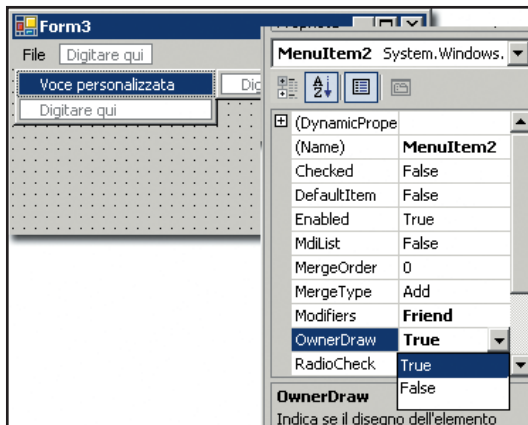 Form3
File Digitare qui
Voce personalizzata
Digitare qui
MenuItem2 System.Windows.
(DynamicPrope
(Name) MenuItem2
Checked False
DefaultItem False
Enabled True
MdiList False
MergeOrder 0
MergeType Add
Modifiers Friend
OwnerDraw True
RadioCheck True
False
OwnerDraw
Indica se il disegno dell'elemento